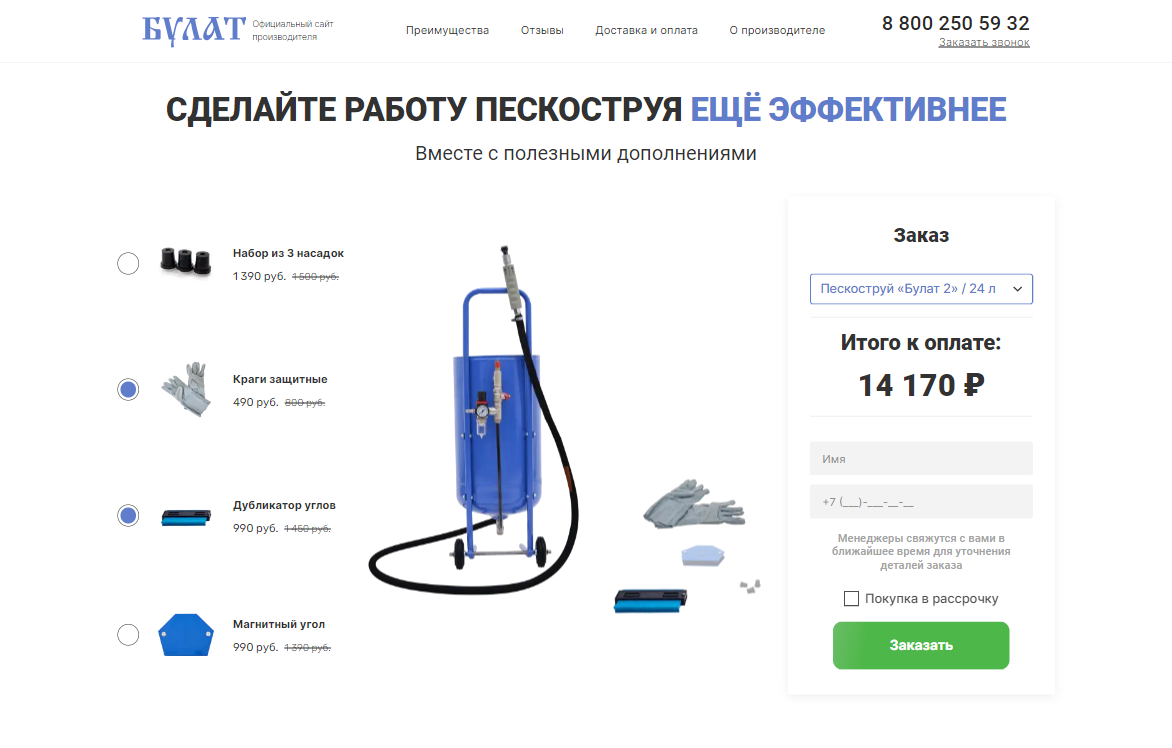 БУЛАТ
Официальный сайт
производителя
Преимущества
Отзывы
Доставка и оплата
О производителе
8 800 250 59 32
Заказать звонок
СДЕЛАЙТЕ РАБОТУ ПЕСКОСТРУЯ ЕЩЁ ЭФФЕКТИВНЕЕ
Вместе с полезными дополнениями
Набор из 3 насадок
1 390 руб. 1 500 руб.
Краги защитные
490 руб. 800 руб.
Дубликатор углов
990 руб. 1 450 руб.
Магнитный угол
990 руб. 1 390 руб.
Заказ
Пескоструй «Булат 2» / 24 л
Итого к оплате:
14 170 ₽
Имя
+7 (___)-___-__-__
Менеджеры свяжутся с вами в
ближайшее время для уточнения
деталей заказа
Покупка в рассрочку
Заказать